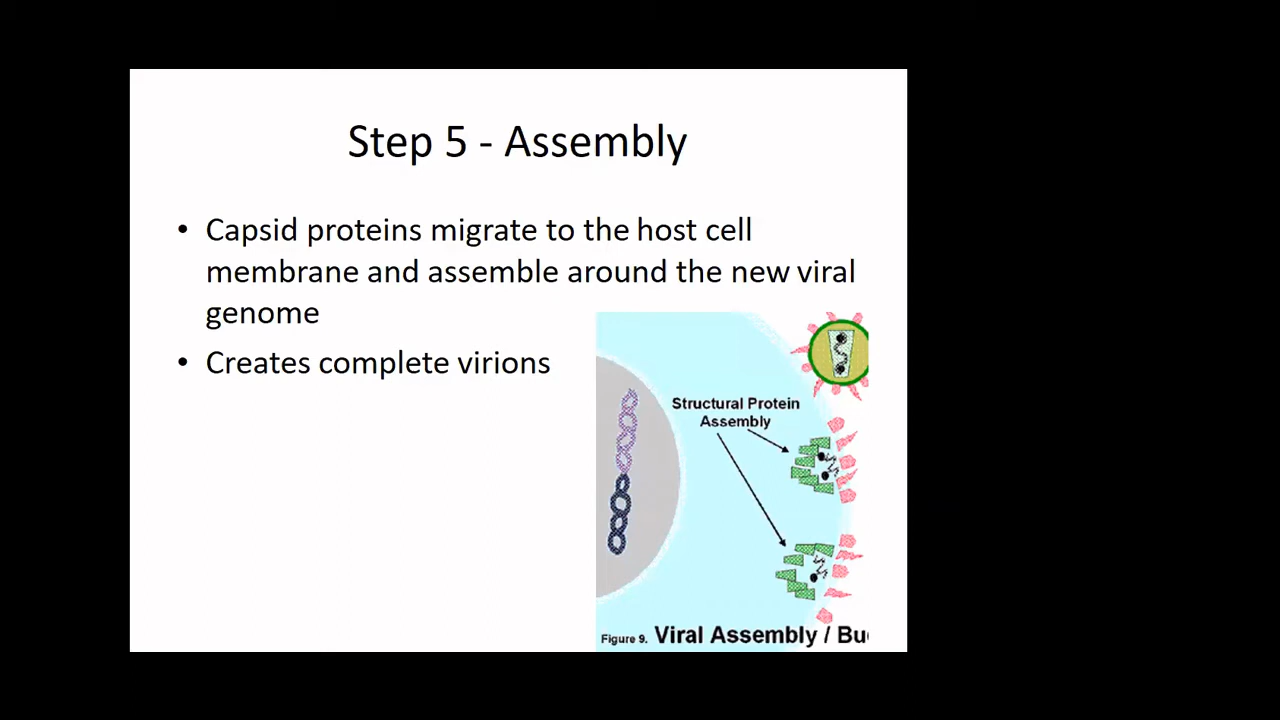 Step 5 - Assembly
• Capsid proteins migrate to the host cell
membrane and assemble around the new viral
genome
• Creates complete virions
Structural Protein
Assembly
Figure 9. Viral Assembly / Bu